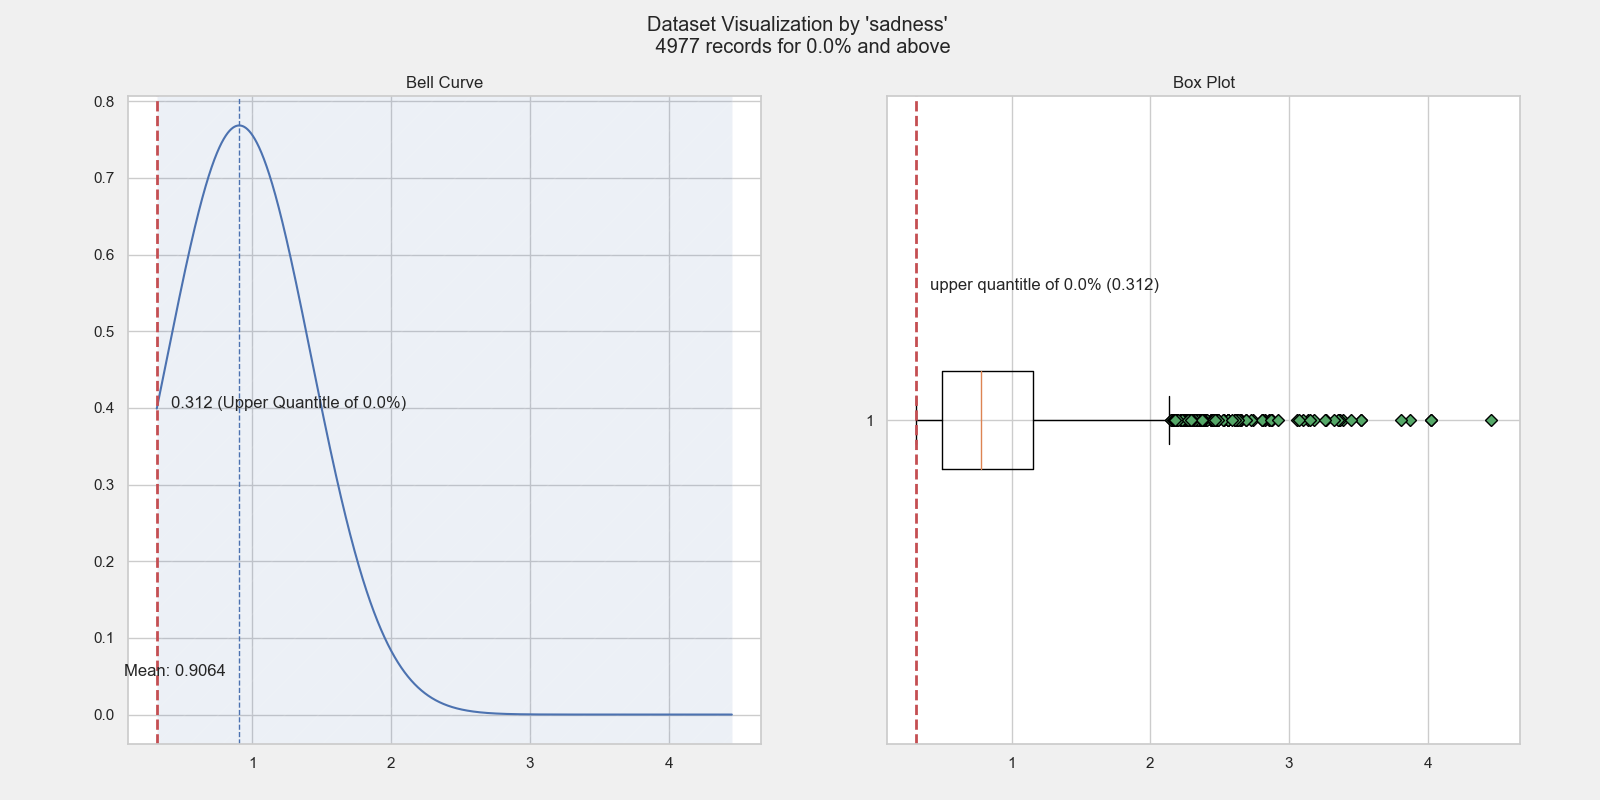 Dataset Visualization by 'sadness'
4977 records for 0.0% and above
Bell Curve
0.8
0.7
0.6
0.5
0.4
0.3
0.2
0.1
0.0
0.312 (Upper Quantitle of 0.0%)
Mean: 0.9064
1
2
3
4
Box Plot
upper quantitle of 0.0% (0.312)
1
1
2
3
4